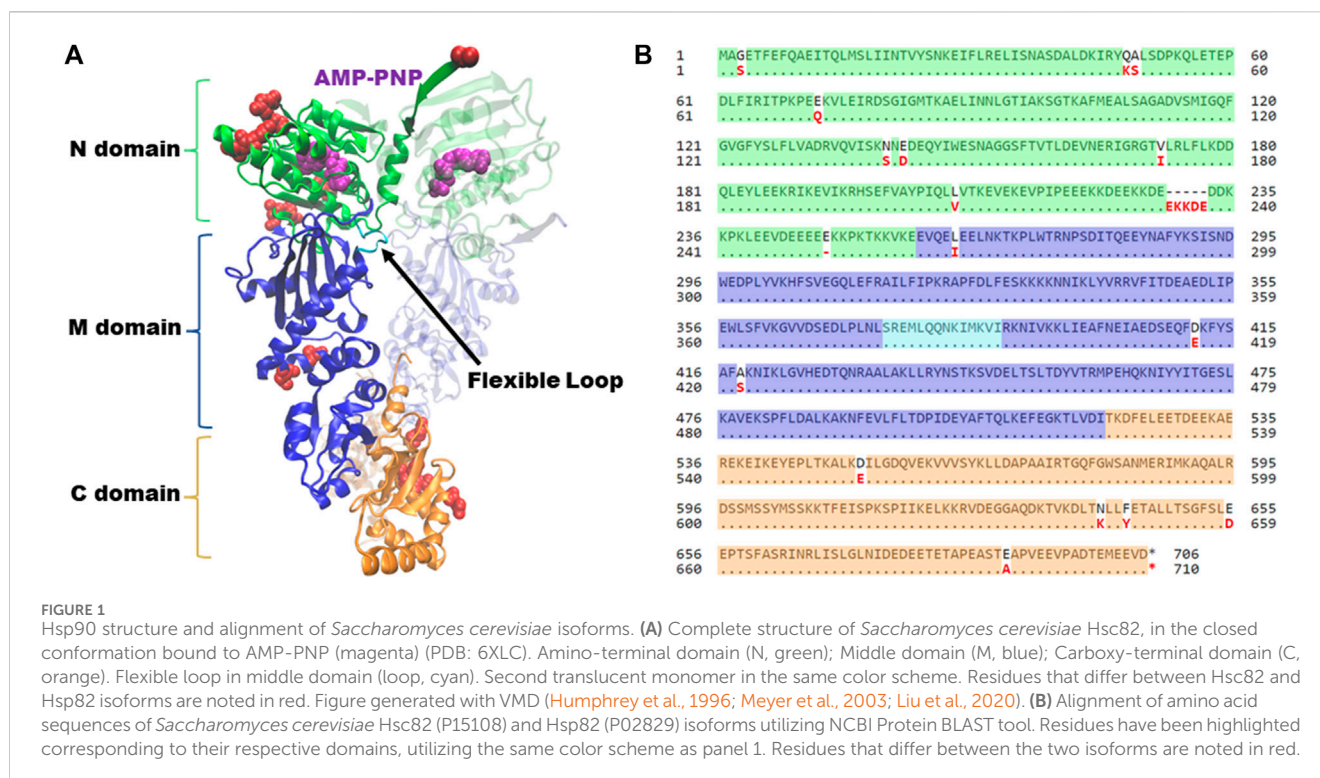 A
AMP-PNP
N domain
M domain
C domain
Flexible Loop
B
1 MAGETFEFQAEITQLMSLIINTVYSNKEIFLRELISNASDALDKIRYQALSDPKQLETEP 60
1 ..S............................................KS........... 60
61 DLFIRITPKPEEKVLEIRDSGIGMTKAELINNLGTIAKSGTKAFMEALSAGADVSMIGQF 120
61 ...........Q................................................ 120
121 GVGFYSLFLVADRVQVISKNNEDEQYIWESNAGGSFTVTLDEVNERIGRGTVLRLFLKDD 180
121 ...................S.D.............................I........ 180
181 QLEYLEEKRIKEVIKRHSEFVAYPIQLLVTKEVEKEVPIPEEEKKDEEKKDE-----DDK 235
181 ...........................V........................EKKDE... 240
236 KPKLEEVDEEEEEKKPKTKKVKEEVQELEELNKTKPLWTRNPSDITQEEYNAFYKSISND 295
241 ............-..............I................................ 299
296 WEDPLYVKHFSVEGQLEFRAILFIPKRAPFDLFESKKKKNNIKLYVRRVFITDEAEDLIP 355
300 ............................................................ 359
356 EWLSFVKGVVDSEDLPLNLSREMLQQNKIMKVIRKNIVKKLIEAFNEIAEDSEQFDKFYS 415
360 .......................................................E.... 419
416 AFAKNIKLGVHEDTQNRAALAKLLRYNSTKSVDELTSLTDYVTRMPEHQKNIYYITGESL 475
420 ..S......................................................... 479
476 KAVEKSPFLDALKAKNFEVLFLTDPIDEYAFTQLKEFEGKTLVDITKDFELEETDEEKAE 535
480 ............................................................ 539
536 REKEIKEYEPLTKALKDILGDQVEKVVVSYKLLDAPAAIRTGQFGWSANMERIMKAQALR 595
540 ................E........................................... 599
596 DSSMSSYMSSKKTFEISPKSPIIKELKKRVDEGGAQDKTVKDLTNLLFETALLTSGFSLE 655
600 ............................................K..Y...........D 659
656 EPTSFASRINRLISLGLNIDEDEETETAPEASTEAPVEEVPADTEMEEVD* 706
660 .................................A................* 710
FIGURE 1
Hsp90 structure and alignment of Saccharomyces cerevisiae isoforms. (A) Complete structure of Saccharomyces cerevisiae Hsc82, in the closed
conformation bound to AMP-PNP (magenta) (PDB: 6XLC). Amino-terminal domain (N, green); Middle domain (M, blue); Carboxy-terminal domain (C,
orange). Flexible loop in middle domain (loop, cyan). Second translucent monomer in the same color scheme. Residues that differ between Hsc82 and
Hsp82 isoforms are noted in red. Figure generated with VMD (Humphrey et al., 1996; Meyer et al., 2003; Liu et al., 2020). (B) Alignment of amino acid
sequences of Saccharomyces cerevisiae Hsc82 (P15108) and Hsp82 (P02829) isoforms utilizing NCBI Protein BLAST tool. Residues have been highlighted
corresponding to their respective domains, utilizing the same color scheme as panel 1. Residues that differ between the two isoforms are noted in red.